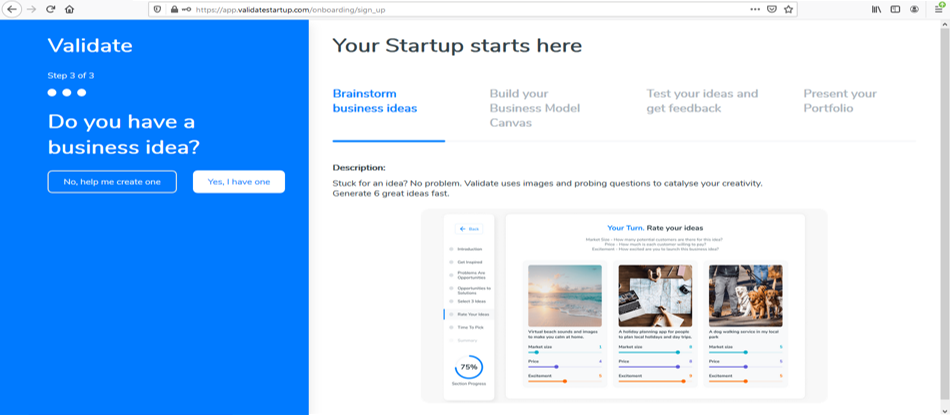 https://app.validatestartup.com/onboarding/sign_up
Validate
Step 3 of 3
Do you have a
business idea?
No, help me create one
Yes, I have one
Your Startup starts here
Brainstorm
business ideas
Build your
Business Model
Canvas
Test your ideas and
get feedback
Present your
Portfolio
Description:
Stuck for an idea? No problem. Validate uses images and probing questions to catalyse your creativity.
Generate 6 great ideas fast.
Back
Introduction
Get Inspired
Problems Are
Opportunities
Opportunities to
Solutions
Select 3 Ideas
Rate Your Ideas
Time To Pick
Summary
75%
Section Progress
Your Turn. Rate your ideas
Market Size - How many potential customers are there for this idea?
Price - How much is each customer willing to pay?
Excitement - How excited are you to launch this business idea?
Virtual beach sounds and images
to make you calm at home.
Market size
Price 4
Excitement 5
A holiday planning app for people
to plan local holidays and day trips.
Market size
Price
Excitement
A dog walking service in my local
park
Market size
Price
Excitement